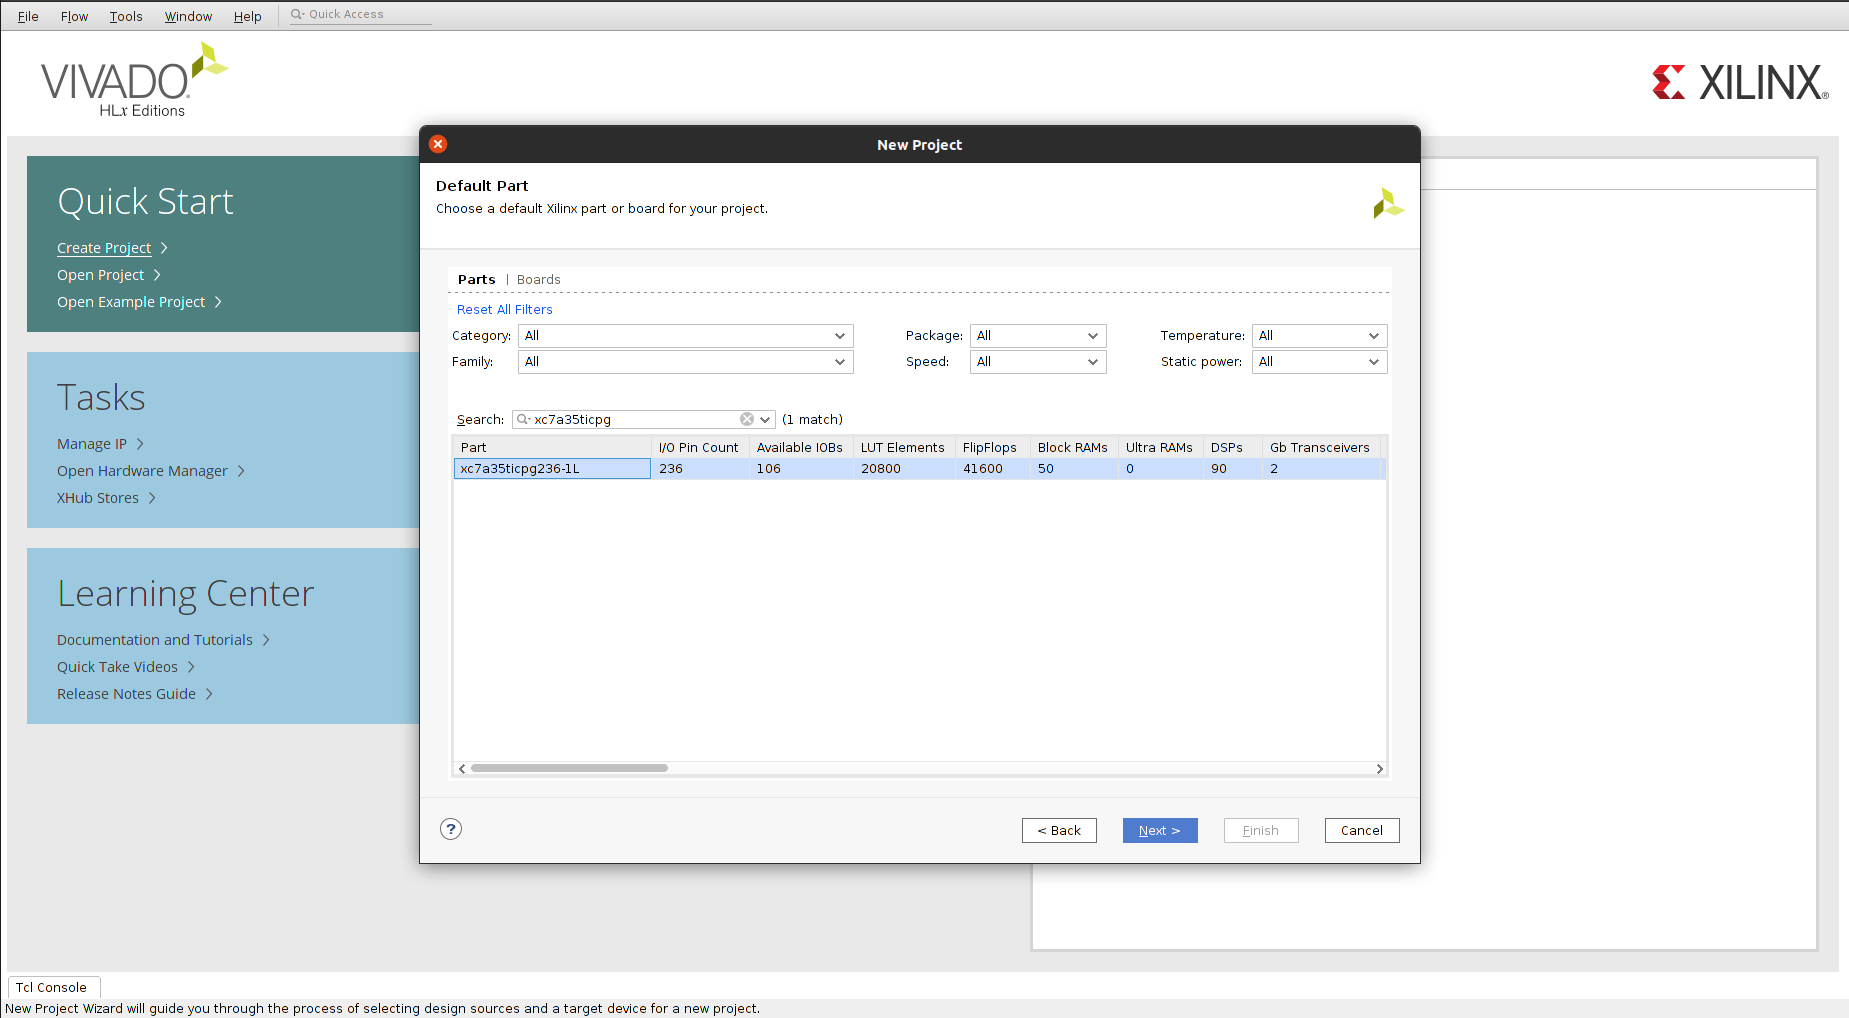 File Flow Tools Window Help Quick Access
VIVADO.
HLx Editions
XILINX®
New Project
Default Part
Choose a default Xilinx part or board for your project.
Quick Start
Create Project
Open Project
Open Example Project
Tasks
Manage IP
Open Hardware Manager
XHub Stores
Learning Center
Documentation and Tutorials
Quick Take Videos
Release Notes Guide
Parts | Boards
Reset All Filters
Category: All Package: All Temperature: All
Family: All Speed: All Static power: All
Search: xc7a35ticpg (1 match)
Part I/O Pin Count Available IOBs LUT Elements FlipFlops Block RAMs Ultra RAMs DSPs Gb Transceivers
xc7a35ticpg236-1L 236 106 20800 41600 50 0 90 2
? < Back Next > Finish Cancel
Tcl Console
New Project Wizard will guide you through the process of selecting design sources and a target device for a new project.